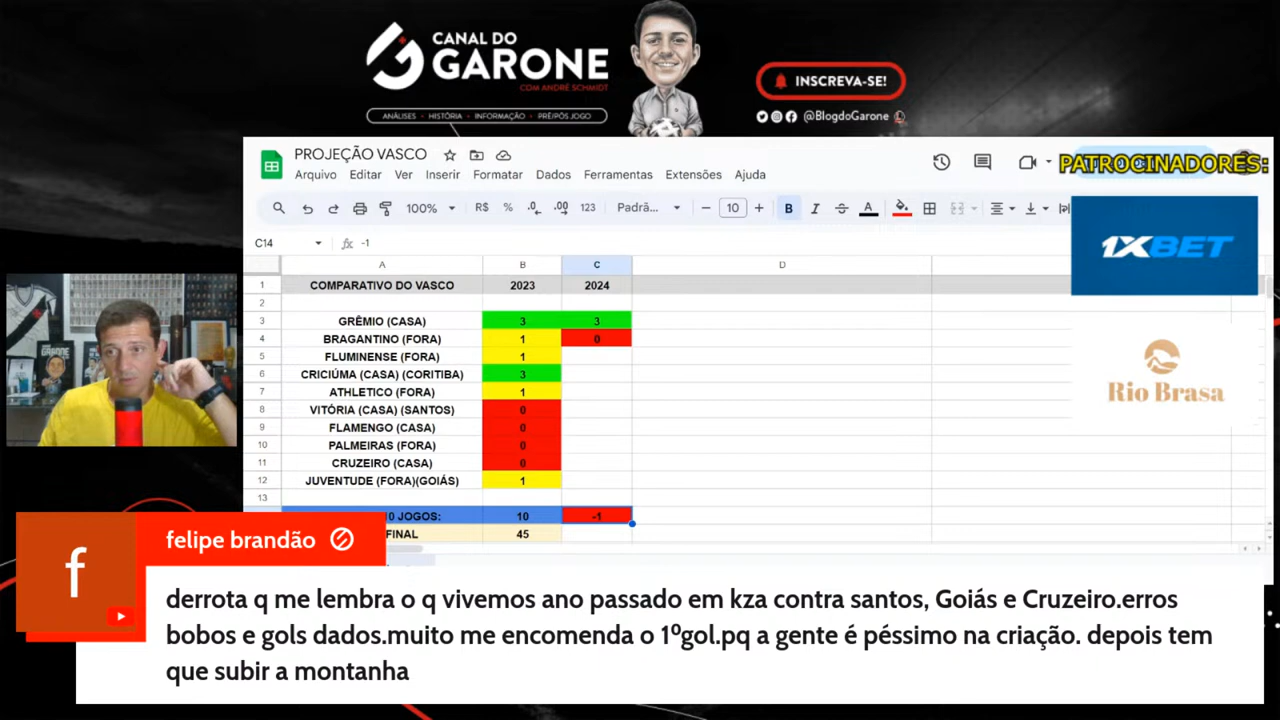 CANAL DO
GARONE
COM ANDRÉ SCHMIDT
ANÁLISES • HISTÓRIA • INFORMAÇÃO • PRÉ/PÓS JOGO
INSCREVA-SE!
@BlogdoGarone
PROJEÇÃO VASCO
Arquivo Editar Ver Inserir Formatar Dados Ferramentas Extensões Ajuda
PATROCINADORES:
100% R$ % .0 .00 123 Padrã... − 10 + B I A
C14 fx -1
A B C D
1 COMPARATIVO DO VASCO 2023 2024
2
3 GRÊMIO (CASA) 3 3
4 BRAGANTINO (FORA) 1 0
5 FLUMINENSE (FORA) 1
6 CRICIÚMA (CASA) (CORITIBA) 3
7 ATHLETICO (FORA) 1
8 VITÓRIA (CASA) (SANTOS) 0
9 FLAMENGO (CASA) 0
10 PALMEIRAS (FORA) 0
11 CRUZEIRO (CASA) 0
12 JUVENTUDE (FORA)(GOIÁS) 1
13
JOGOS: 10 -1
FINAL 45
1XBET
Rio Brasa
f
felipe brandão
derrota q me lembra o q vivemos ano passado em kza contra santos, Goiás e Cruzeiro.erros
bobos e gols dados.muito me encomenda o 1ºgol.pq a gente é péssimo na criação. depois tem
que subir a montanha